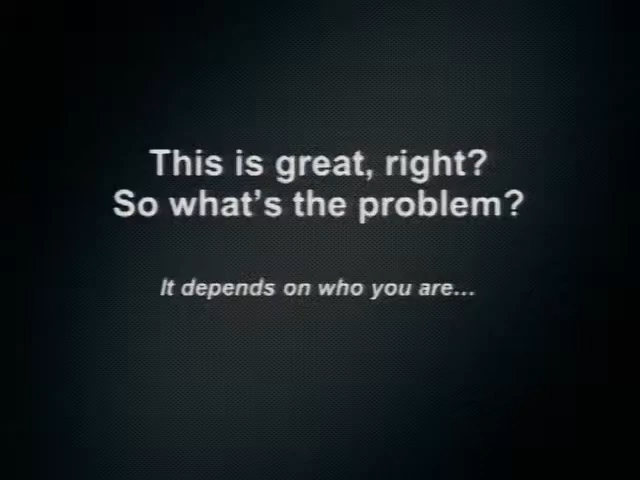 This is great, right?
So what’s the problem?
It depends on who you are...